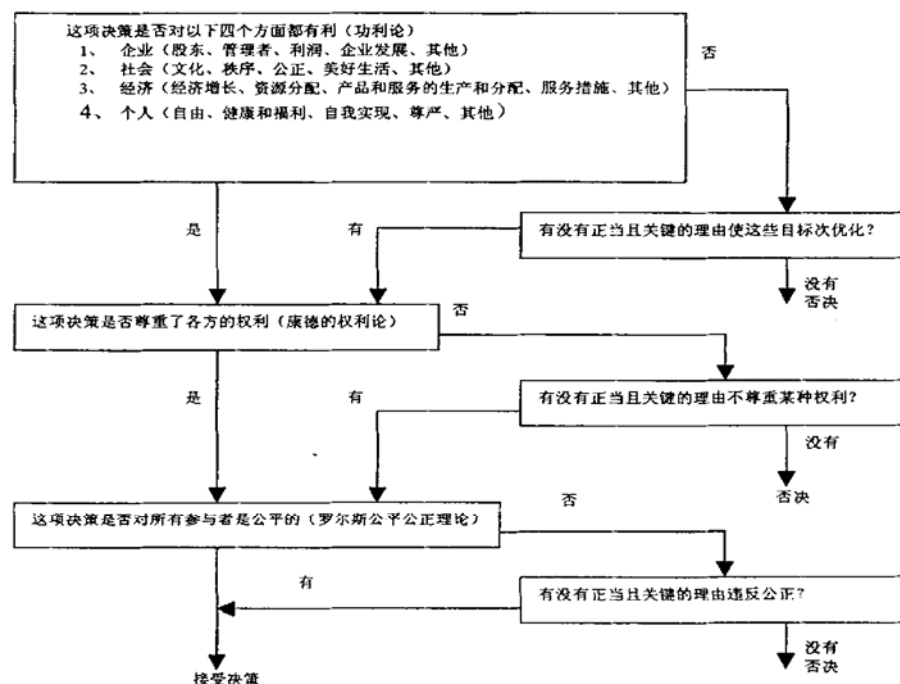 这项决策是否对以下四个方面都有利（功利论）
1、 企业（股东、管理者、利润、企业发展、其他）
2、 社会（文化、秩序、公正、美好生活、其他）
3、 经济（经济增长、资源分配、产品和服务的生产和分配、服务措施、其他）
4、 个人（自由、健康和福利、自我实现、尊严、其他）
否
是
有
有没有正当且关键的理由使这些目标次优化？
没有
否决
这项决策是否尊重了各方的权利（康德的权利论）
否
是
有
有没有正当且关键的理由不尊重某种权利？
没有
否决
这项决策是否对所有参与者是公平的（罗尔斯公平公正理论）
否
有
有没有正当且关键的理由违反公正？
没有
否决
接受决策